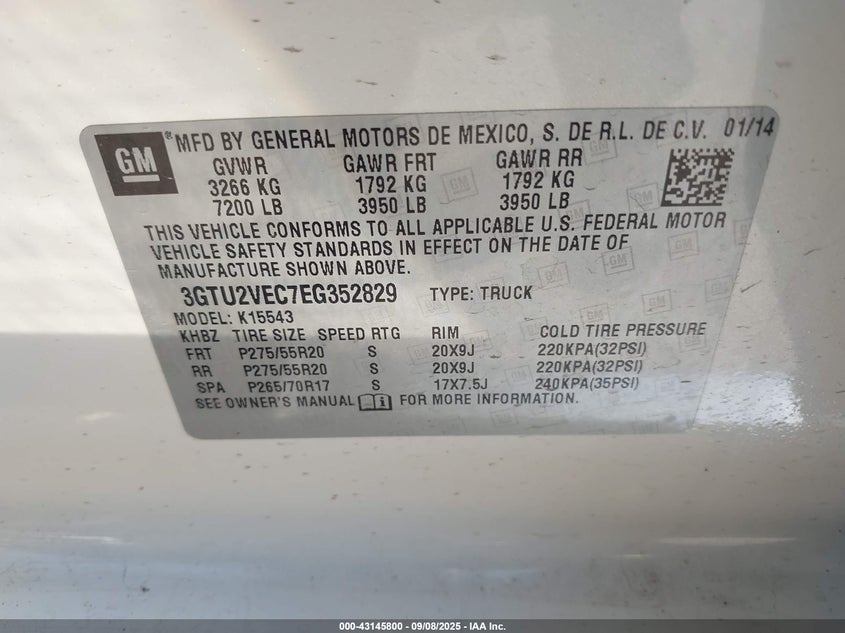 GM ® MFD BY GENERAL MOTORS DE MEXICO, S. DE R.L. DE C.V. 01/14
GVWR GAWR FRT GAWR RR
3266 KG 1792 KG 1792 KG
7200 LB 3950 LB 3950 LB
THIS VEHICLE CONFORMS TO ALL APPLICABLE U.S. FEDERAL MOTOR
VEHICLE SAFETY STANDARDS IN EFFECT ON THE DATE OF
MANUFACTURE SHOWN ABOVE.
3GTU2VEC7EG352829 TYPE: TRUCK
MODEL: K15543
KHBZ TIRE SIZE SPEED RTG RIM COLD TIRE PRESSURE
FRT P275/55R20 S 20X9J 220KPA(32PSI)
RR P275/55R20 S 20X9J 220KPA(32PSI)
SPA P265/70R17 S 17X7.5J 240KPA(35PSI)
SEE OWNER'S MANUAL FOR MORE INFORMATION.
000-43145800 - 09/08/2025 - IAA Inc.